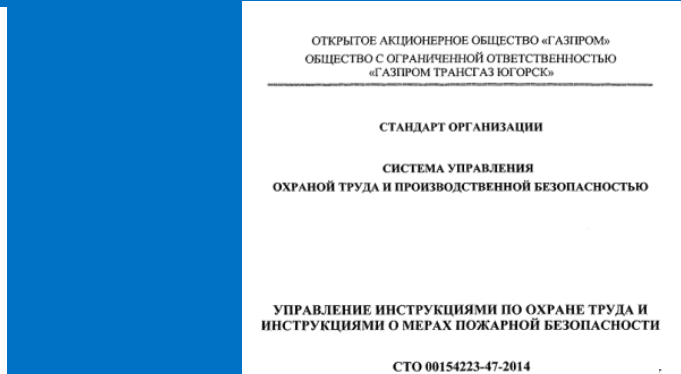 ОТКРЫТОЕ АКЦИОНЕРНОЕ ОБЩЕСТВО «ГАЗПРОМ»
ОБЩЕСТВО С ОГРАНИЧЕННОЙ ОТВЕТСТВЕННОСТЬЮ
«ГАЗПРОМ ТРАНСГАЗ ЮГОРСК»
СТАНДАРТ ОРГАНИЗАЦИИ
СИСТЕМА УПРАВЛЕНИЯ
ОХРАНОЙ ТРУДА И ПРОИЗВОДСТВЕННОЙ БЕЗОПАСНОСТЬЮ
УПРАВЛЕНИЕ ИНСТРУКЦИЯМИ ПО ОХРАНЕ ТРУДА И
ИНСТРУКЦИЯМИ О МЕРАХ ПОЖАРНОЙ БЕЗОПАСНОСТИ
СТО 00154223-47-2014